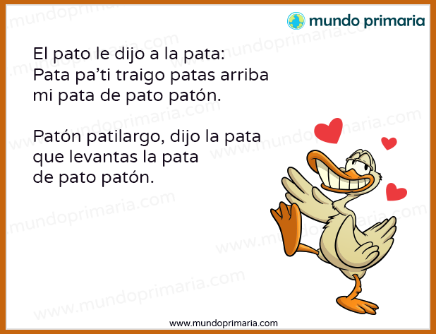 mundo primaria
El pato le dijo a la pata:
Pata pa'ti traigo patas arriba
mi pata de pato patón.
Patón patilargo, dijo la pata
que levantas la pata
de pato patón.
www.mundoprimaria.com